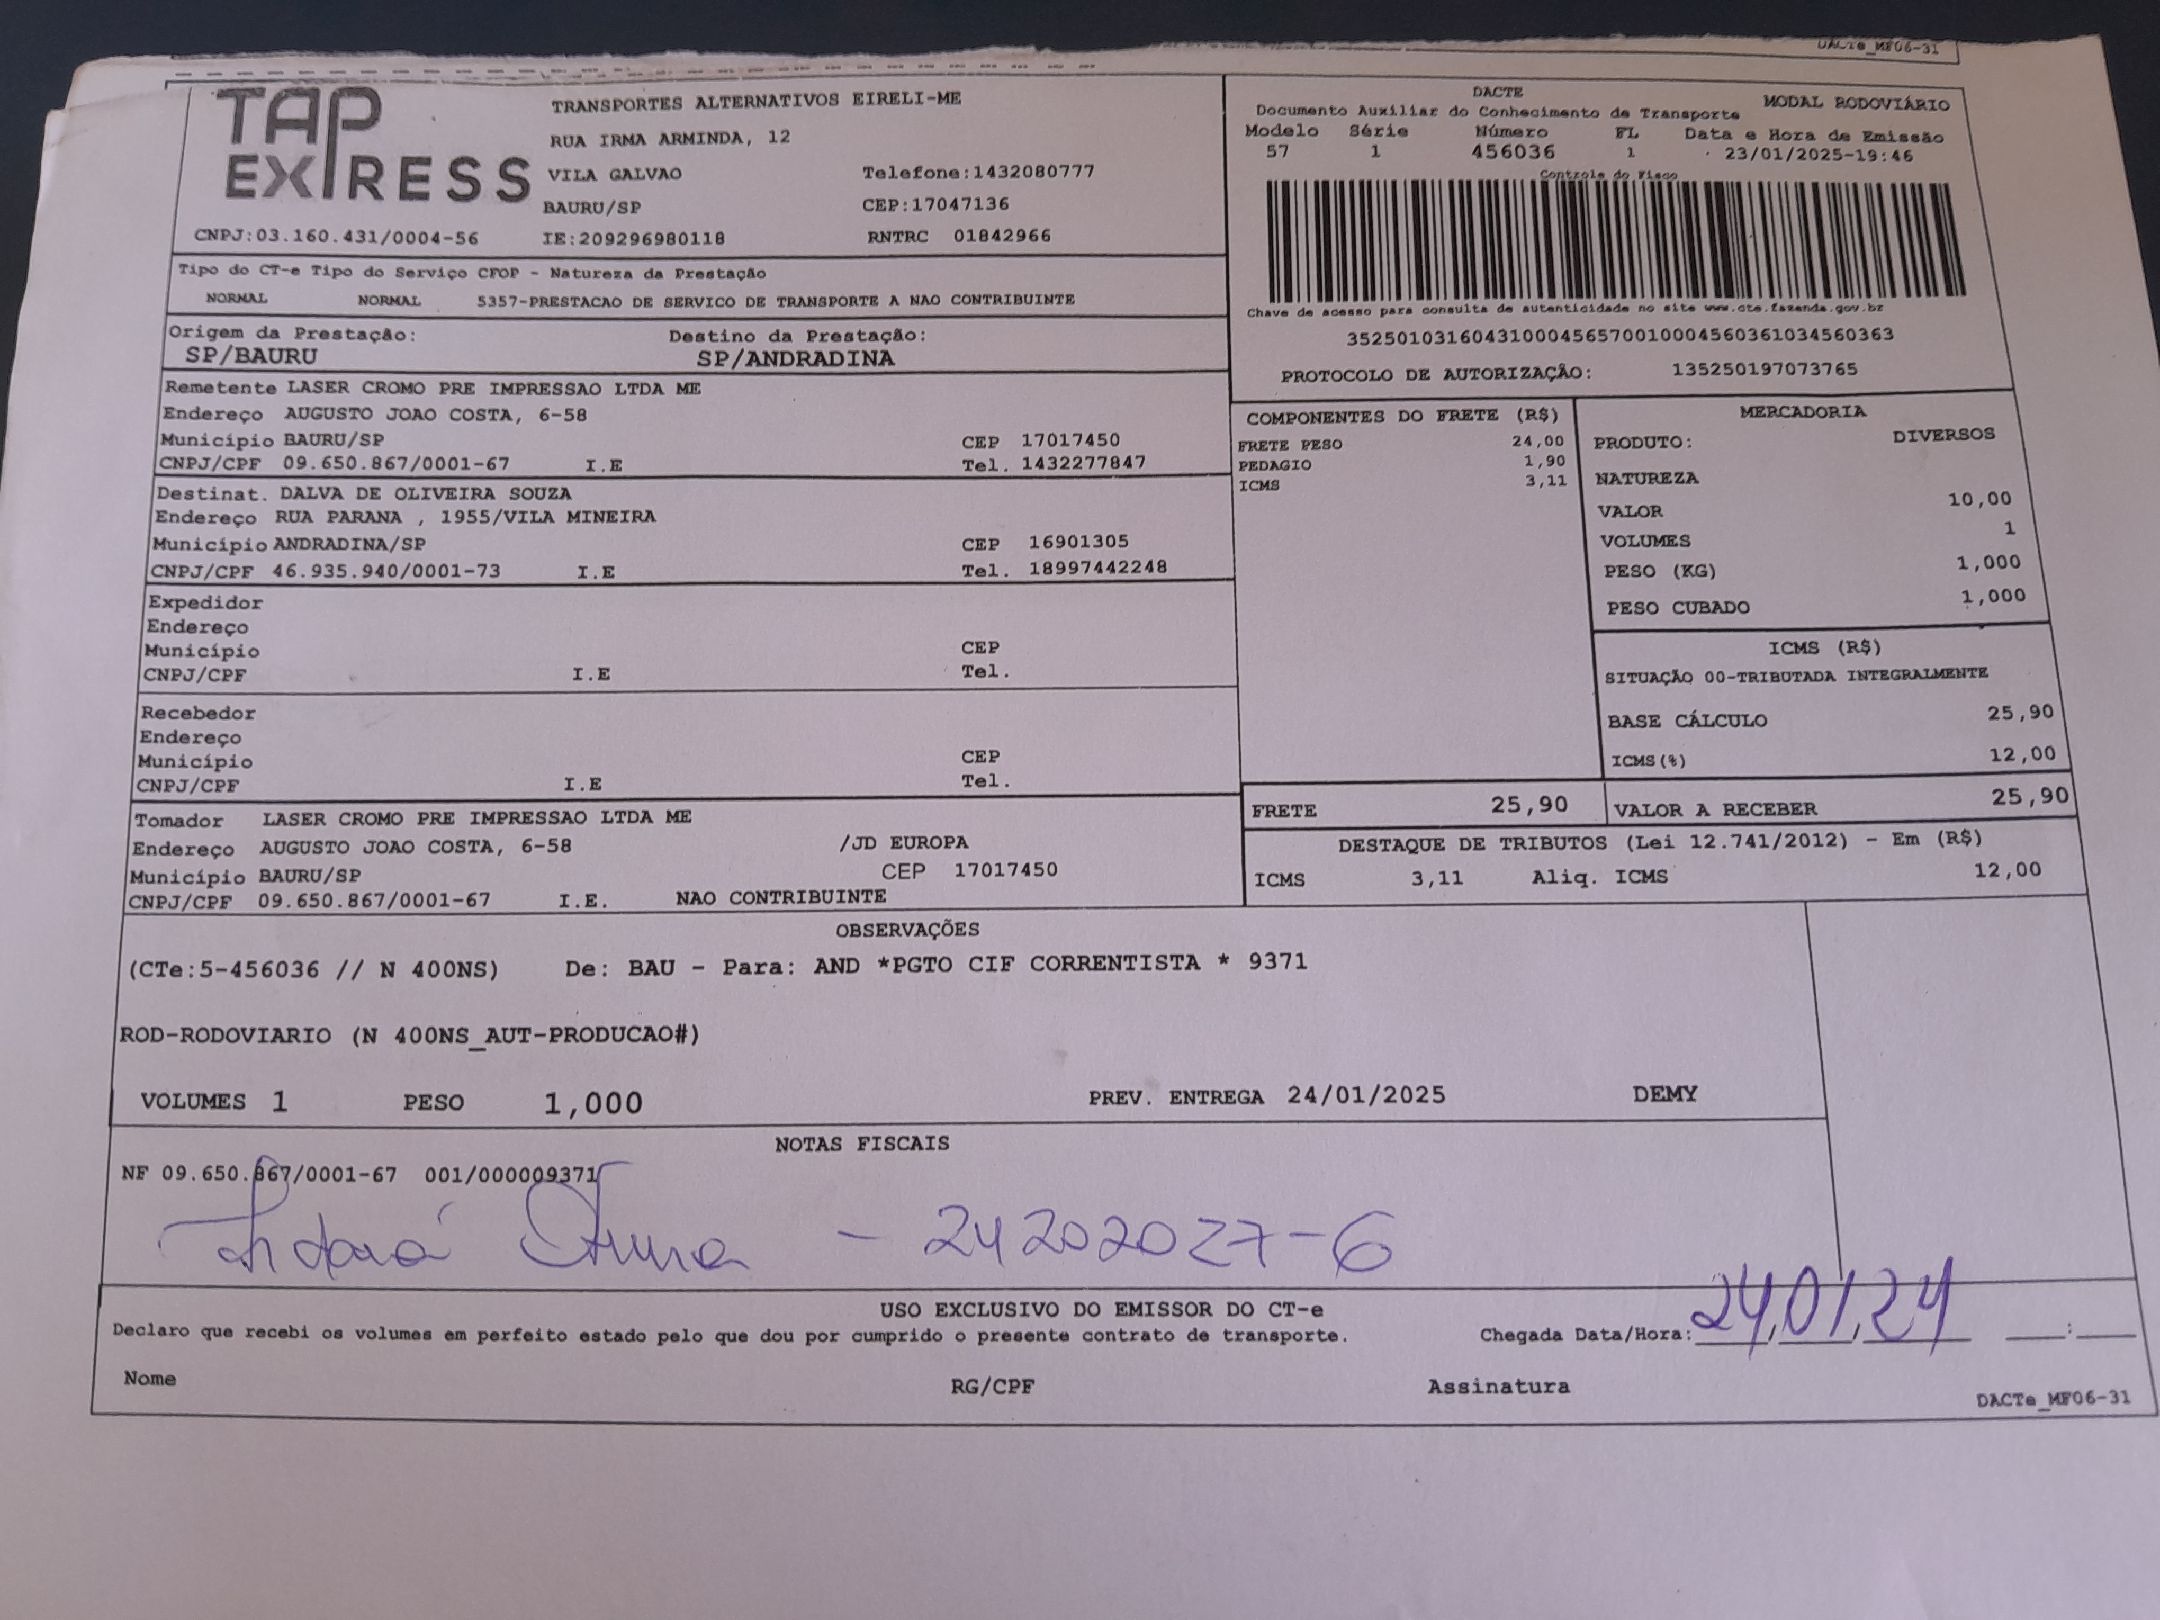 DACTe_MF06-31
TAP EXPRESS
TRANSPORTES ALTERNATIVOS EIRELI-ME
RUA IRMA ARMINDA, 12
VILA GALVAO Telefone:1432080777
BAURU/SP CEP:17047136
CNPJ:03.160.431/0004-56 IE:209296980118 RNTRC 01842966
DACTE
Documento Auxiliar do Conhecimento de Transporte MODAL RODOVIÁRIO
Modelo Série Número FL Data e Hora de Emissão
57 1 456036 1 23/01/2025-19:46
Controle do Fisco
Chave de acesso para consulta de autenticidade no site www.cte.fazenda.gov.br
35250103160431000456570010004560361034560363
PROTOCOLO DE AUTORIZAÇÃO: 135250197073765
Tipo do CT-e Tipo do Serviço CFOP - Natureza da Prestação
NORMAL NORMAL 5357-PRESTACAO DE SERVICO DE TRANSPORTE A NAO CONTRIBUINTE
Origem da Prestação: Destino da Prestação:
SP/BAURU SP/ANDRADINA
Remetente LASER CROMO PRE IMPRESSAO LTDA ME
Endereço AUGUSTO JOAO COSTA, 6-58
Município BAURU/SP CEP 17017450
CNPJ/CPF 09.650.867/0001-67 I.E Tel. 1432277847
Destinat. DALVA DE OLIVEIRA SOUZA
Endereço RUA PARANA , 1955/VILA MINEIRA
Município ANDRADINA/SP CEP 16901305
CNPJ/CPF 46.935.940/0001-73 I.E Tel. 18997442248
Expedidor
Endereço
Município CEP
CNPJ/CPF I.E Tel.
Recebedor
Endereço
Município CEP
CNPJ/CPF I.E Tel.
Tomador LASER CROMO PRE IMPRESSAO LTDA ME
Endereço AUGUSTO JOAO COSTA, 6-58 /JD EUROPA
Município BAURU/SP CEP 17017450
CNPJ/CPF 09.650.867/0001-67 I.E. NAO CONTRIBUINTE
COMPONENTES DO FRETE (R$)
FRETE PESO 24,00
PEDAGIO 1,90
ICMS 3,11
MERCADORIA
PRODUTO: DIVERSOS
NATUREZA
VALOR 10,00
VOLUMES 1
PESO (KG) 1,000
PESO CUBADO 1,000
ICMS (R$)
SITUAÇÃO 00-TRIBUTADA INTEGRALMENTE
BASE CÁLCULO 25,90
ICMS(%) 12,00
FRETE 25,90 VALOR A RECEBER 25,90
DESTAQUE DE TRIBUTOS (Lei 12.741/2012) - Em (R$)
ICMS 3,11 Aliq. ICMS 12,00
OBSERVAÇÕES
(CTe:5-456036 // N 400NS) De: BAU - Para: AND *PGTO CIF CORRENTISTA * 9371
ROD-RODOVIARIO (N 400NS_AUT-PRODUCAO#)
VOLUMES 1 PESO 1,000 PREV. ENTREGA 24/01/2025 DEMY
NOTAS FISCAIS
NF 09.650.867/0001-67 001/000009371
- 24202027-6
USO EXCLUSIVO DO EMISSOR DO CT-e
Declaro que recebi os volumes em perfeito estado pelo que dou por cumprido o presente contrato de transporte. Chegada Data/Hora: 24/01/24 __:__
Nome RG/CPF Assinatura
DACTe_MF06-31